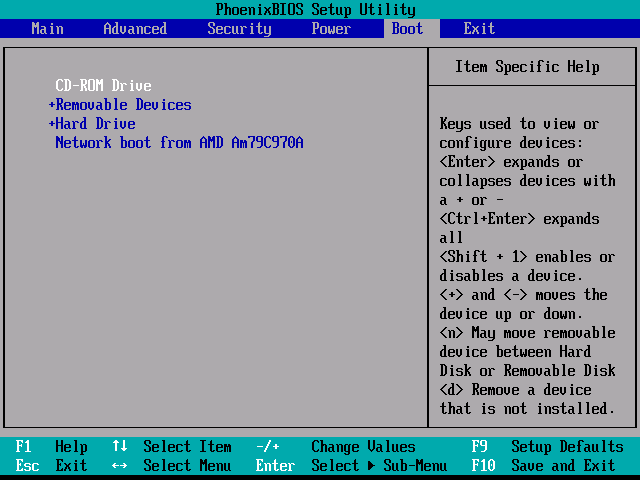 PhoenixBIOS Setup Utility
Main Advanced Security Power Boot Exit
CD-ROM Drive
+Removable Devices
+Hard Drive
Network boot from AMD Am79C970A
Item Specific Help
Keys used to view or
configure devices:
<Enter> expands or
collapses devices with
a + or -
<Ctrl+Enter> expands
all
<Shift + 1> enables or
disables a device.
<+> and <-> moves the
device up or down.
<n> May move removable
device between Hard
Disk or Removable Disk
<d> Remove a device
that is not installed.
F1 Help ↑↓ Select Item -/+ Change Values F9 Setup Defaults
Esc Exit ↔ Select Menu Enter Select ▶ Sub-Menu F10 Save and Exit